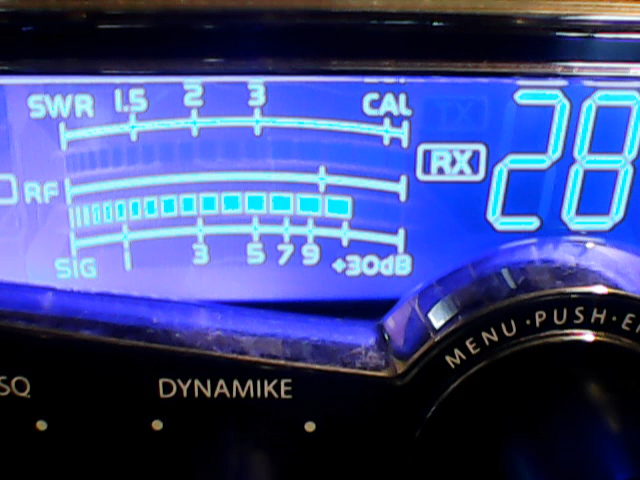 SWR 1.5 2 3 CAL
TX
RX
28
RF
SIG 1 3 5 7 9 +30dB
MENU·PUSH·
SQ
DYNAMIKE